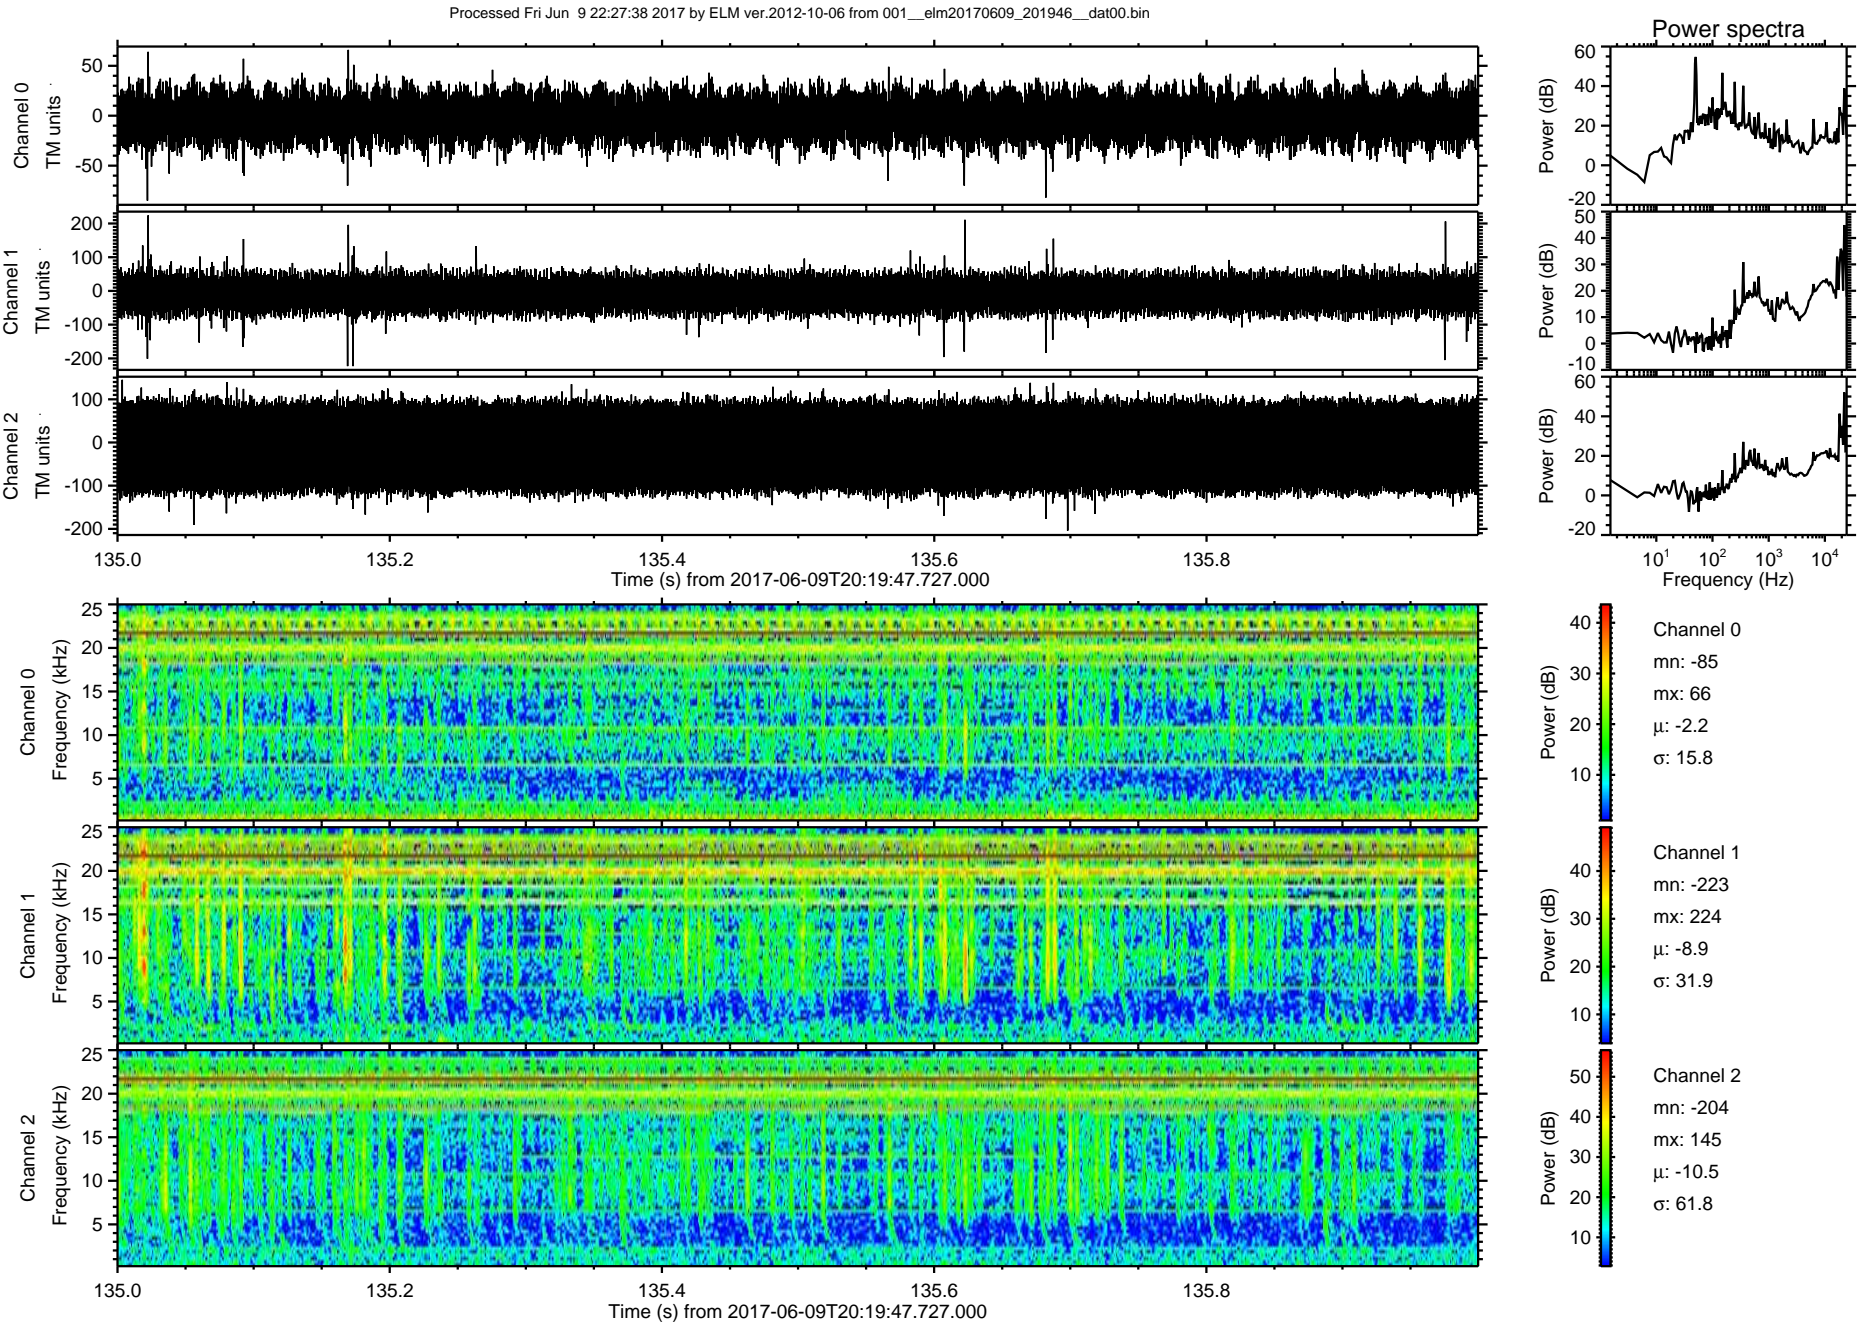 Processed Fri Jun  9 22:27:38 2017 by ELM ver.2012-10-06 from 001__elm20170609_201946__dat00.bin
Power spectra
Channel 0
TM units
50
0
-50
Power (dB)
60
40
20
0
-20
Channel 1
TM units
200
100
0
-100
-200
Power (dB)
50
40
30
20
10
0
-10
Channel 2
TM units
100
0
-100
-200
Power (dB)
60
40
20
0
-20
135.0 135.2 135.4 135.6 135.8
Time (s) from 2017-06-09T20:19:47.727.000
10^1 10^2 10^3 10^4
Frequency (Hz)
Channel 0
Frequency (kHz)
25
20
15
10
5
Power (dB)
40
30
20
10
Channel 0
mn: -85
mx: 66
μ: -2.2
σ: 15.8
Channel 1
Frequency (kHz)
25
20
15
10
5
Power (dB)
40
30
20
10
Channel 1
mn: -223
mx: 224
μ: -8.9
σ: 31.9
Channel 2
Frequency (kHz)
25
20
15
10
5
Power (dB)
50
40
30
20
10
Channel 2
mn: -204
mx: 145
μ: -10.5
σ: 61.8
135.0 135.2 135.4 135.6 135.8
Time (s) from 2017-06-09T20:19:47.727.000